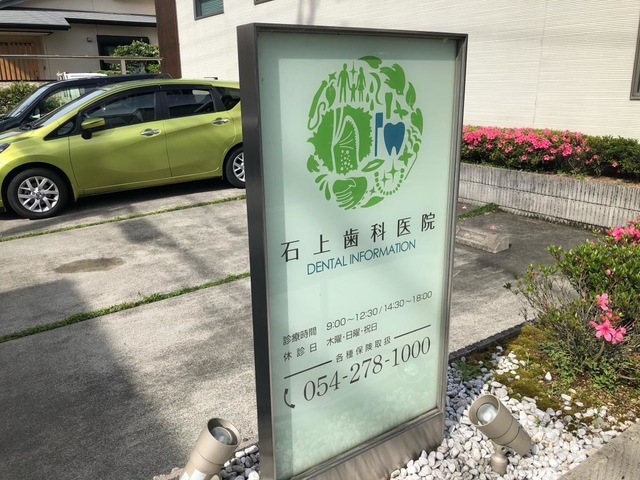 石上歯科医院
DENTAL INFORMATION
診療時間 9:00～12:30/14:30～18:00
休診日 木曜・日曜・祝日
各種保険取扱
054-278-1000